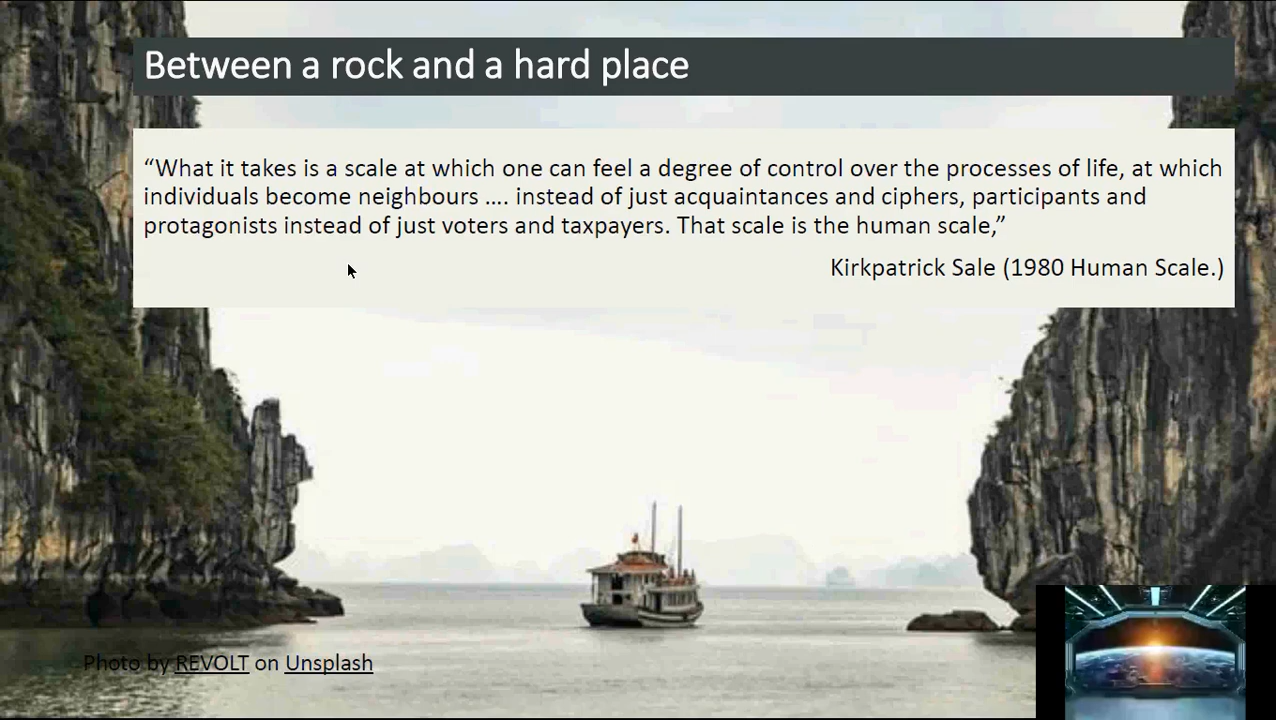 Between a rock and a hard place
“What it takes is a scale at which one can feel a degree of control over the processes of life, at which
individuals become neighbours .... instead of just acquaintances and ciphers, participants and
protagonists instead of just voters and taxpayers. That scale is the human scale,”
Kirkpatrick Sale (1980 Human Scale.)
Photo by REVOLT on Unsplash